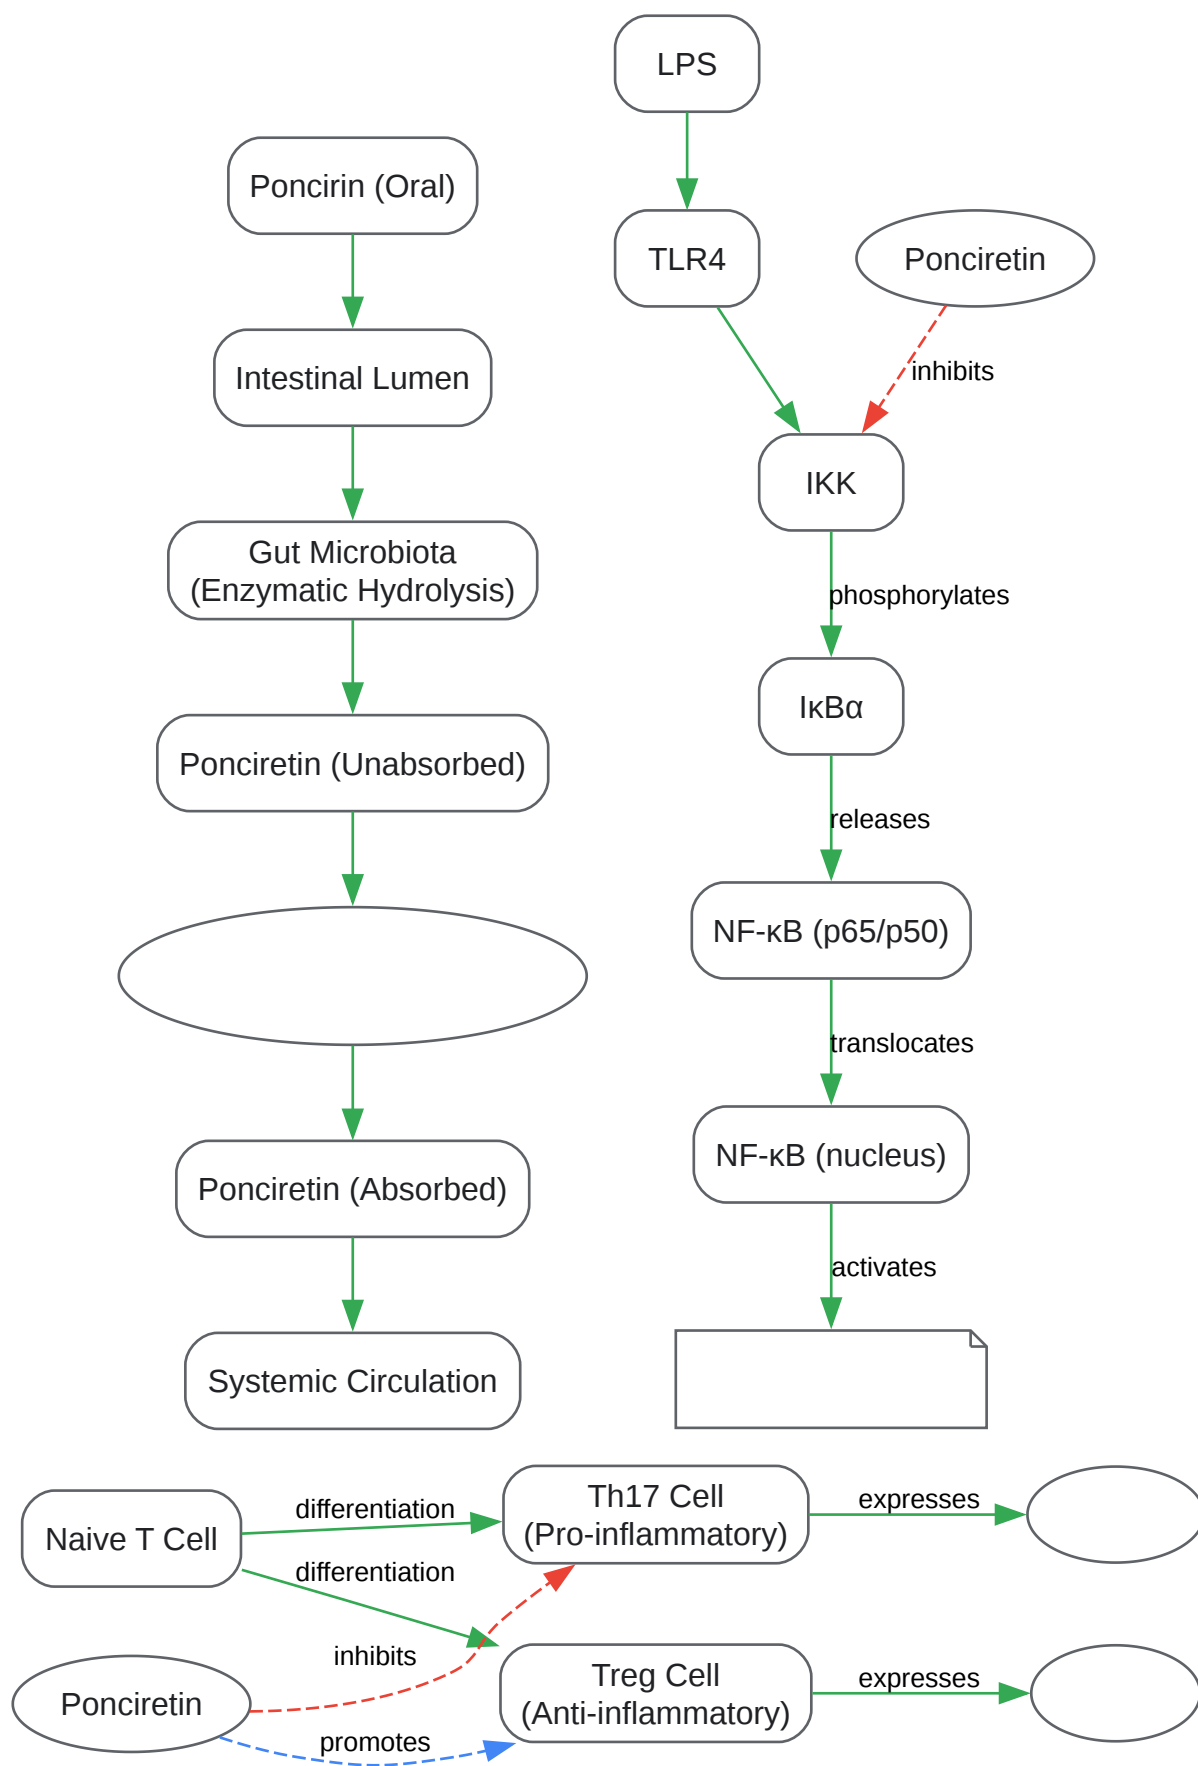 LPS
Poncirin (Oral)
TLR4
Ponciretin
Intestinal Lumen
inhibits
IKK
Gut Microbiota
(Enzymatic Hydrolysis)
phosphorylates
IκBα
Ponciretin (Unabsorbed)
releases
NF-κB (p65/p50)
translocates
NF-κB (nucleus)
Ponciretin (Absorbed)
activates
Systemic Circulation
Naive T Cell
differentiation
differentiation
Th17 Cell
(Pro-inflammatory)
expresses
inhibits
Ponciretin
promotes
Treg Cell
(Anti-inflammatory)
expresses